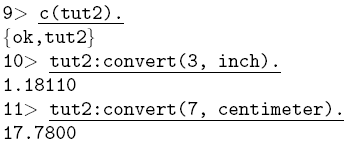 9> c(tut2).
{ok,tut2}
10> tut2:convert(3, inch).
1.18110
11> tut2:convert(7, centimeter).
17.7800